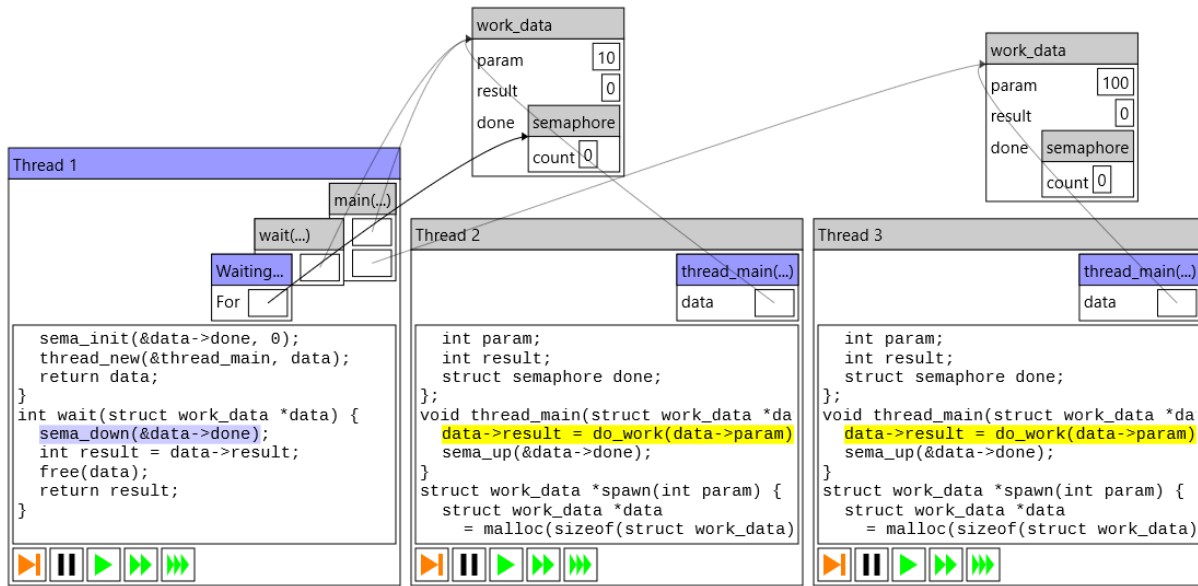 work_data
param 10
result 0
done semaphore
count 0
work_data
param 100
result 0
done semaphore
count 0
Thread 1
main(...)
wait(...)
Waiting...
For
sema_init(&data->done, 0);
thread_new(&thread_main, data);
return data;
}
int wait(struct work_data *data) {
sema_down(&data->done);
int result = data->result;
free(data);
return result;
}
Thread 2
thread_main(...)
data
int param;
int result;
struct semaphore done;
};
void thread_main(struct work_data *da
data->result = do_work(data->param)
sema_up(&data->done);
}
struct work_data *spawn(int param) {
struct work_data *data
= malloc(sizeof(struct work_data)
Thread 3
thread_main(...)
data
int param;
int result;
struct semaphore done;
};
void thread_main(struct work_data *da
data->result = do_work(data->param)
sema_up(&data->done);
}
struct work_data *spawn(int param) {
struct work_data *data
= malloc(sizeof(struct work_data)